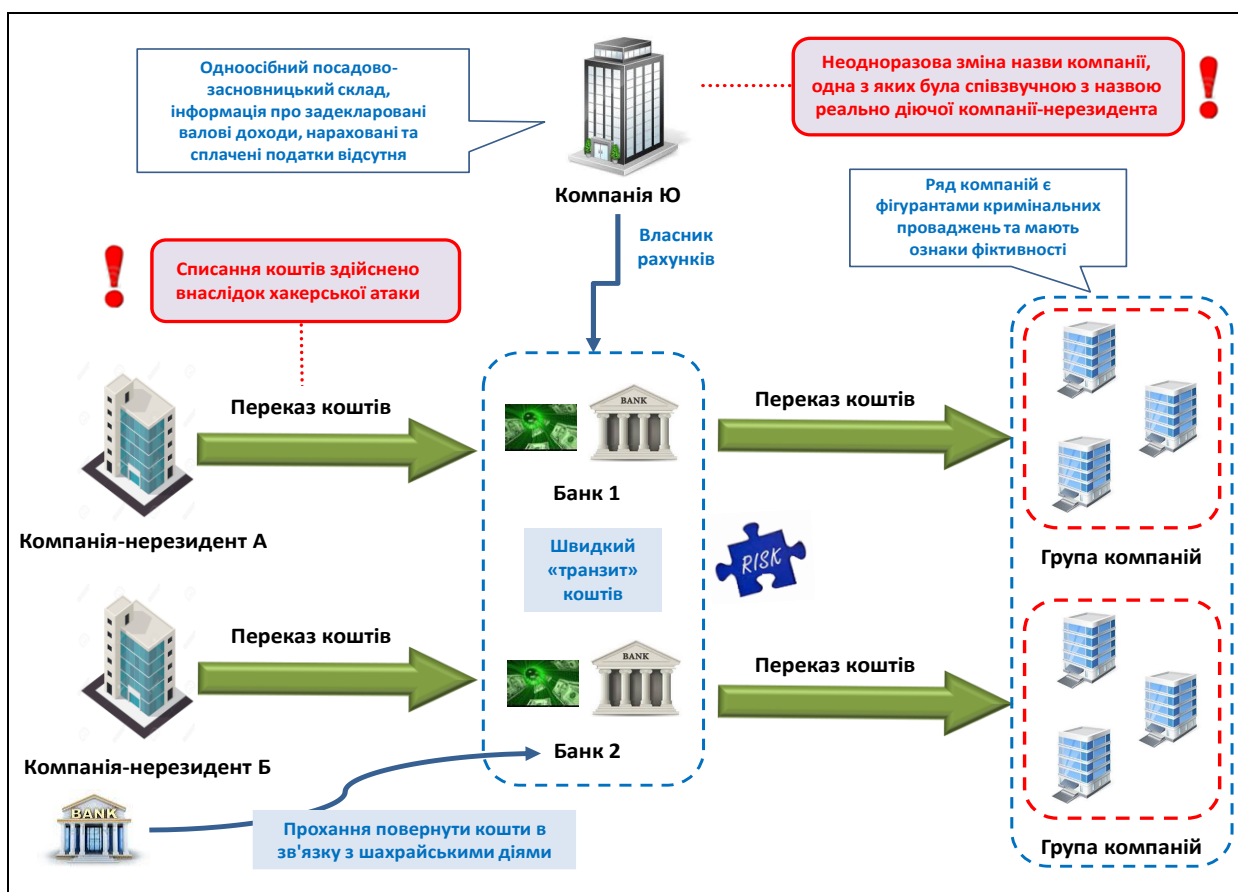 Одноосібний посадово-
засновницький склад,
інформація про задекларовані
валові доходи, нараховані та
сплачені податки відсутня
Неодноразова зміна назви компанії,
одна з яких була співзвучною з назвою
реально діючої компанії-нерезидента
Компанія Ю
Ряд компаній є
фігурантами кримінальних
проваджень та мають
ознаки фіктивності
Власник
рахунків
Списання коштів здійснено
внаслідок хакерської атаки
Переказ коштів
BANK
Переказ коштів
Банк 1
Компанія-нерезидент А
Швидкий
«транзит»
коштів
RISK
Група компаній
Переказ коштів
BANK
Переказ коштів
Банк 2
Компанія-нерезидент Б
BANK
Прохання повернути кошти в
зв'язку з шахрайськими діями
Група компаній